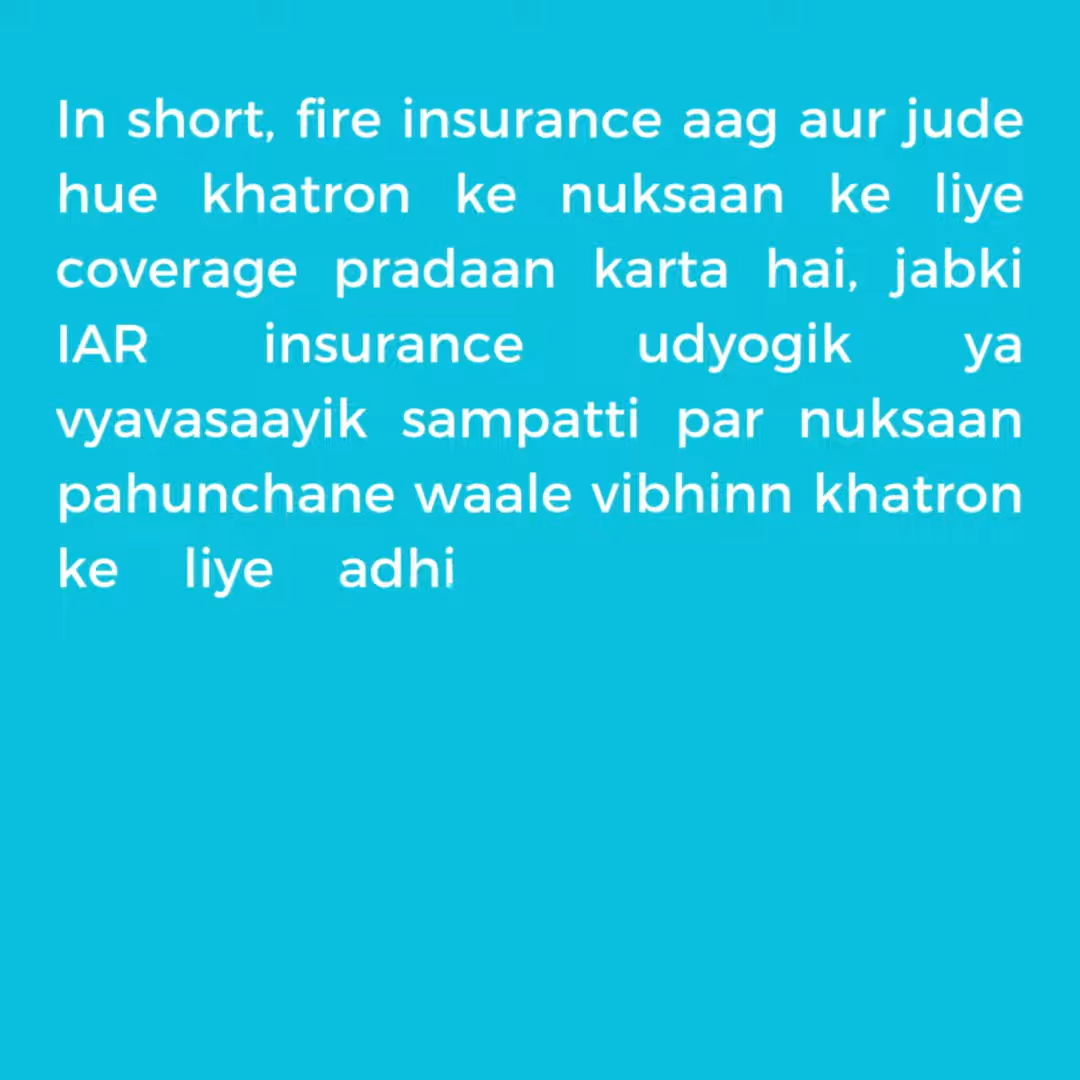 In short, fire insurance aag aur jude
hue khatron ke nuksaan ke liye
coverage pradaan karta hai, jabki
IAR insurance udyogik ya
vyavasaayik sampatti par nuksaan
pahunchane waale vibhinn khatron
ke liye adhi